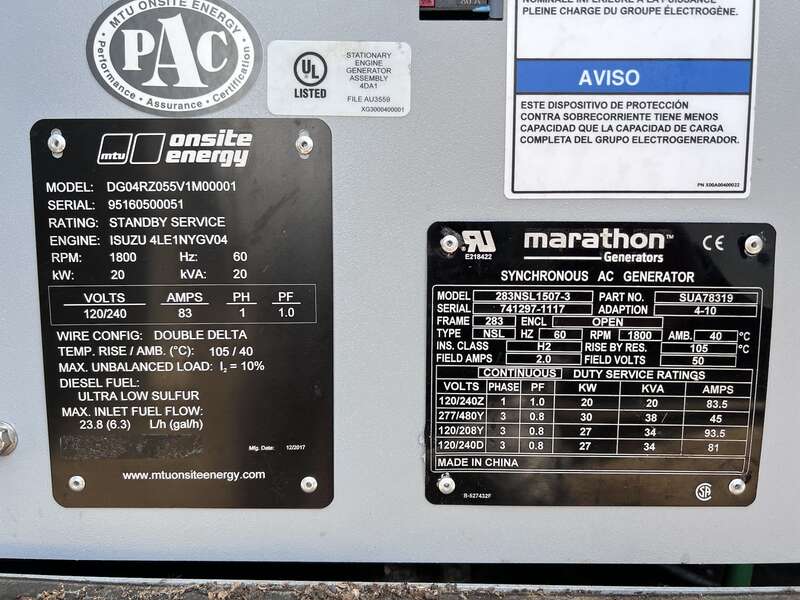 MTU ONSITE ENERGY
PAC
Performance • Assurance • Certification
UL
LISTED
STATIONARY
ENGINE
GENERATOR
ASSEMBLY
4DA1
FILE AU3559
XG3000400001
80 A
PLEINE CHARGE DU GROUPE ÉLECTROGÈNE.
AVISO
ESTE DISPOSITIVO DE PROTECCIÓN
CONTRA SOBRECORRIENTE TIENE MENOS
CAPACIDAD QUE LA CAPACIDAD DE CARGA
COMPLETA DEL GRUPO ELECTROGENERADOR.
PN X00A00400022
mtu onsite energy
MODEL: DG04RZ055V1M00001
SERIAL: 95160500051
RATING: STANDBY SERVICE
ENGINE: ISUZU 4LE1NYGV04
RPM: 1800 Hz: 60
kW: 20 kVA: 20
VOLTS AMPS PH PF
120/240 83 1 1.0
WIRE CONFIG: DOUBLE DELTA
TEMP. RISE / AMB. (°C): 105 / 40
MAX. UNBALANCED LOAD: I₂ = 10%
DIESEL FUEL:
ULTRA LOW SULFUR
MAX. INLET FUEL FLOW:
23.8 (6.3) L/h (gal/h)
Mfg. Date: 12/2017
www.mtuonsiteenergy.com
RU
E218422
marathon™
Generators
CE
SYNCHRONOUS AC GENERATOR
MODEL 283NSL1507-3 PART NO. SUA78319
SERIAL 741297-1117 ADAPTION 4-10
FRAME 283 ENCL OPEN
TYPE NSL HZ 60 RPM 1800 AMB. 40 °C
INS. CLASS H2 RISE BY RES. 105 °C
FIELD AMPS 2.0 FIELD VOLTS 50
CONTINUOUS DUTY SERVICE RATINGS
VOLTS PHASE PF KW KVA AMPS
120/240Z 1 1.0 20 20 83.5
277/480Y 3 0.8 30 38 45
120/208Y 3 0.8 27 34 93.5
120/240D 3 0.8 27 34 81
MADE IN CHINA
B-527432F
SA